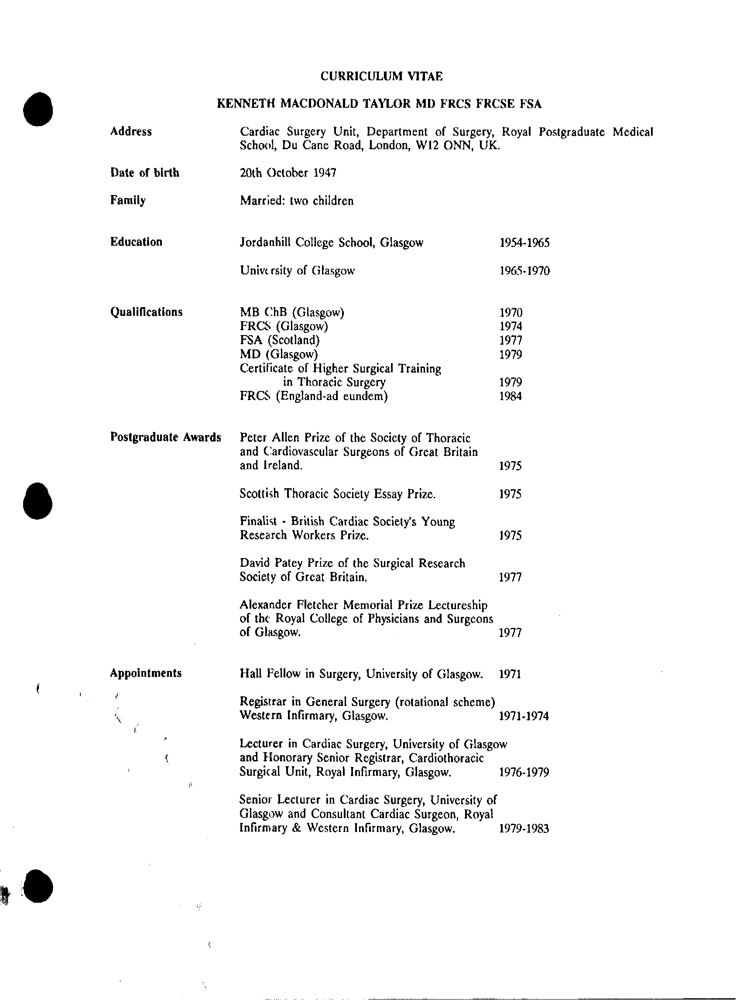 CURRICULUM VITAE
KENNETH MACDONALD TAYLOR MD FRCS FRCSE FSA
Address Cardiac Surgery Unit, Department of Surgery, Royal Postgraduate Medical
School, Du Cane Road, London, W12 ONN, UK.
Date of birth 20th October 1947
Family Married: two children
Education Jordanhill College School, Glasgow 1954-1965
University of Glasgow 1965-1970
Qualifications MB ChB (Glasgow) 1970
FRCS (Glasgow) 1974
FSA (Scotland) 1977
MD (Glasgow) 1979
Certificate of Higher Surgical Training
in Thoracic Surgery 1979
FRCS (England-ad eundem) 1984
Postgraduate Awards Peter Allen Prize of the Society of Thoracic
and Cardiovascular Surgeons of Great Britain
and Ireland. 1975
Scottish Thoracic Society Essay Prize. 1975
Finalist - British Cardiac Society's Young
Research Workers Prize. 1975
David Patey Prize of the Surgical Research
Society of Great Britain. 1977
Alexander Fletcher Memorial Prize Lectureship
of the Royal College of Physicians and Surgeons
of Glasgow. 1977
Appointments Hall Fellow in Surgery, University of Glasgow. 1971
Registrar in General Surgery (rotational scheme)
Western Infirmary, Glasgow. 1971-1974
Lecturer in Cardiac Surgery, University of Glasgow
and Honorary Senior Registrar, Cardiothoracic
Surgical Unit, Royal Infirmary, Glasgow. 1976-1979
Senior Lecturer in Cardiac Surgery, University of
Glasgow and Consultant Cardiac Surgeon, Royal
Infirmary & Western Infirmary, Glasgow. 1979-1983